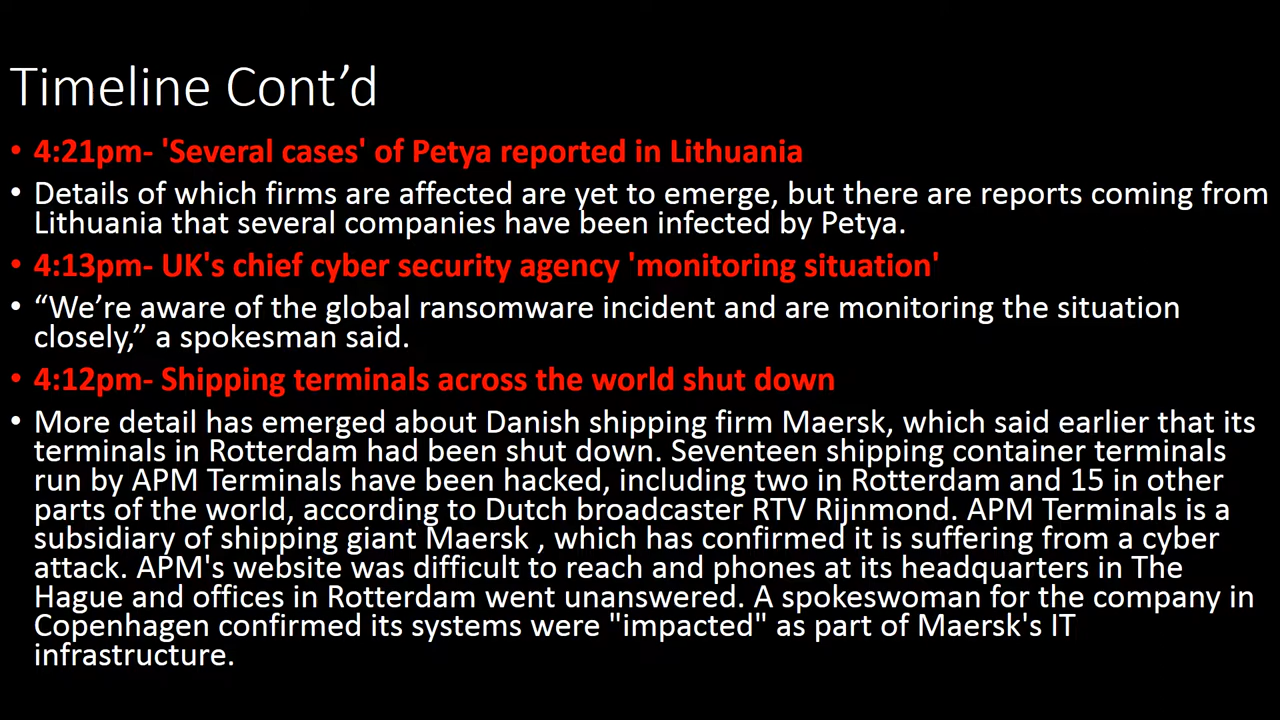 Timeline Cont’d
• 4:21pm- 'Several cases' of Petya reported in Lithuania
• Details of which firms are affected are yet to emerge, but there are reports coming from
Lithuania that several companies have been infected by Petya.
• 4:13pm- UK's chief cyber security agency 'monitoring situation'
• “We’re aware of the global ransomware incident and are monitoring the situation
closely,” a spokesman said.
• 4:12pm- Shipping terminals across the world shut down
• More detail has emerged about Danish shipping firm Maersk, which said earlier that its
terminals in Rotterdam had been shut down. Seventeen shipping container terminals
run by APM Terminals have been hacked, including two in Rotterdam and 15 in other
parts of the world, according to Dutch broadcaster RTV Rijnmond. APM Terminals is a
subsidiary of shipping giant Maersk , which has confirmed it is suffering from a cyber
attack. APM's website was difficult to reach and phones at its headquarters in The
Hague and offices in Rotterdam went unanswered. A spokeswoman for the company in
Copenhagen confirmed its systems were "impacted" as part of Maersk's IT
infrastructure.